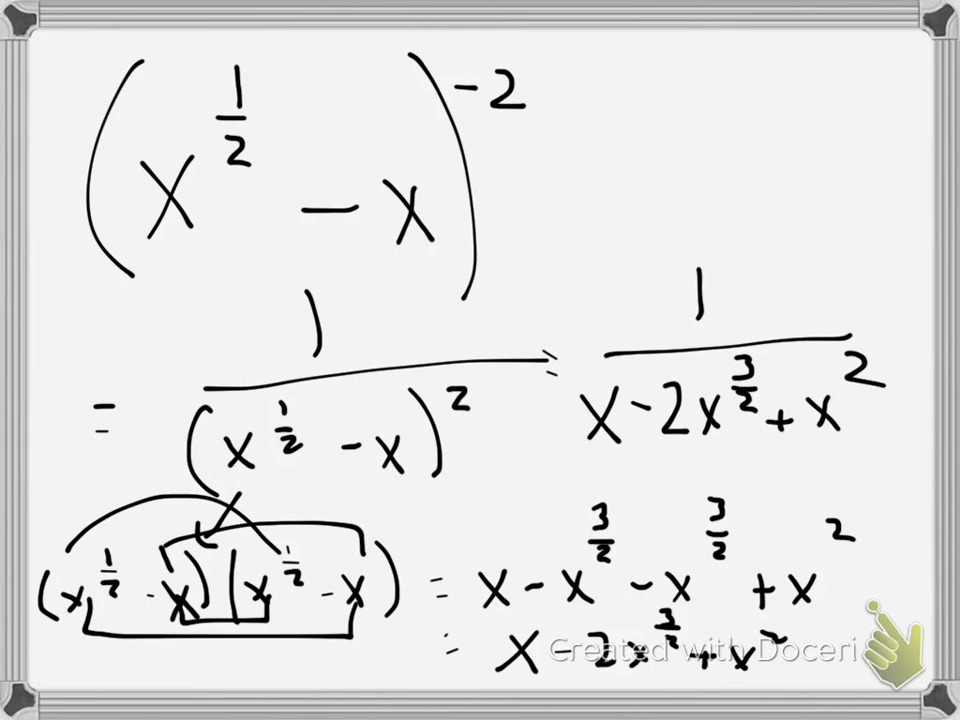 (x^{1/2} - x)^{-2}
= 1/(x^{1/2} - x)^2 = 1/(x - 2x^{3/2} + x^2)
(x^{1/2} - x)(x^{1/2} - x) = x - x^{3/2} - x^{3/2} + x^2
= x - 2x^{3/2} + x^2
Created with Doceri